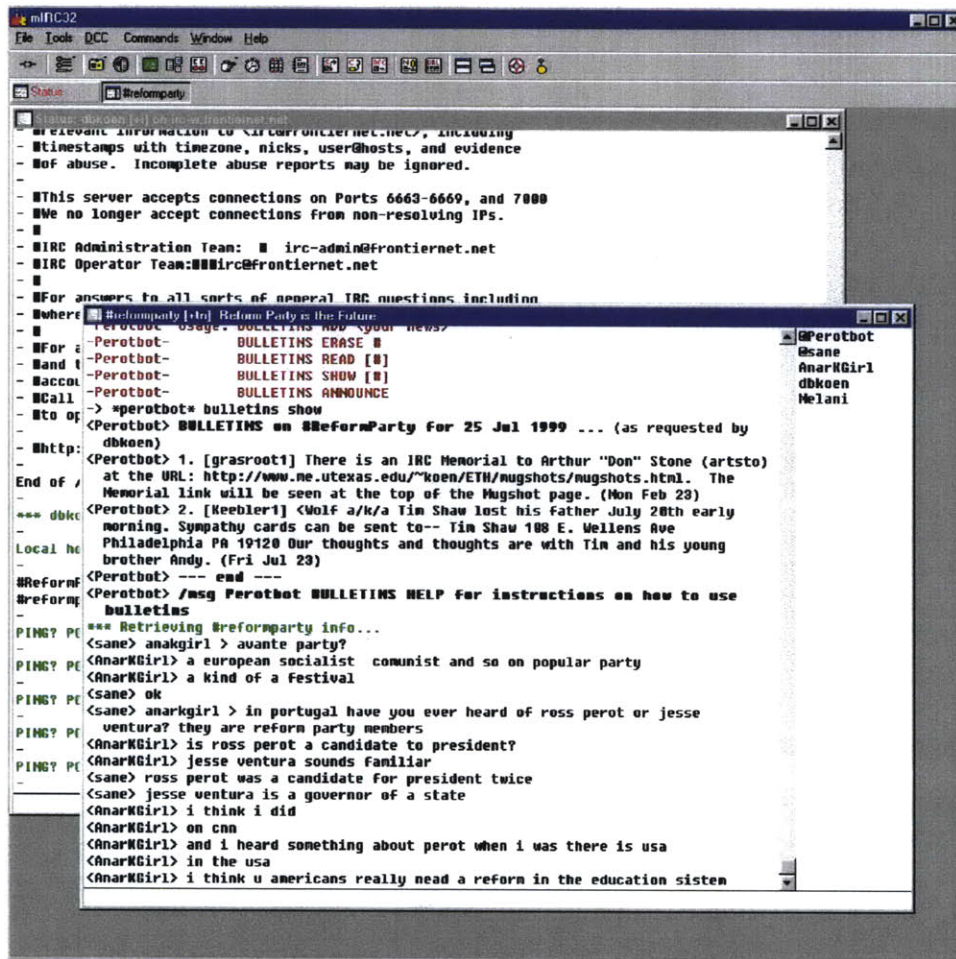 mIRC32
File Tools DCC Commands Window Help
Status #reformparty
Status: dbkoen [+i] on irc-w.frontiernet.net
- relevant information to <irc@frontiernet.net>, including
- timestamps with timezone, nicks, user@hosts, and evidence
- of abuse. Incomplete abuse reports may be ignored.
-
- This server accepts connections on Ports 6663-6669, and 7000
- We no longer accept connections from non-resolving IPs.
-
- IRC Administration Team: irc-admin@frontiernet.net
- IRC Operator Team: irc@frontiernet.net
-
- For answers to all sorts of general IRC questions including
- where
-
- For a
- and t
- accou
- Call
- to op
-
- http:
-
End of /
-
*** dbko
-
Local ho
-
#ReformP
#reformp
-
PING? PO
-
PING? PO
-
PING? PO
-
PING? PO
-
PING? PO
-
#reformparty [+tn] Reform Party is the Future
-Perotbot- Usage: BULLETINS ADD <your news>
-Perotbot- BULLETINS ERASE #
-Perotbot- BULLETINS READ [#]
-Perotbot- BULLETINS SHOW [#]
-Perotbot- BULLETINS ANNOUNCE
-> *perotbot* bulletins show
<Perotbot> BULLETINS on #ReformParty for 25 Jul 1999 ... (as requested by
dbkoen)
<Perotbot> 1. [grasroot1] There is an IRC Memorial to Arthur "Don" Stone (artsto)
at the URL: http://www.me.utexas.edu/~koen/ETH/mugshots/mugshots.html. The
Memorial link will be seen at the top of the Mugshot page. (Mon Feb 23)
<Perotbot> 2. [Keebler1] <Wolf a/k/a Tim Shaw lost his father July 20th early
morning. Sympathy cards can be sent to-- Tim Shaw 108 E. Wellens Ave
Philadelphia PA 19120 Our thoughts and thoughts are with Tim and his young
brother Andy. (Fri Jul 23)
<Perotbot> --- end ---
<Perotbot> /msg Perotbot BULLETINS HELP for instructions on how to use
bulletins
*** Retrieving #reformparty info...
<sane> anakgirl > avante party?
<AnarKGirl> a european socialist comunist and so on popular party
<AnarKGirl> a kind of a festival
<sane> ok
<sane> anarkgirl > in portugal have you ever heard of ross perot or jesse
ventura? they are reform party members
<AnarKGirl> is ross perot a candidate to president?
<AnarKGirl> jesse ventura sounds familiar
<sane> ross perot was a candidate for president twice
<sane> jesse ventura is a governor of a state
<AnarKGirl> i think i did
<AnarKGirl> on cnn
<AnarKGirl> and i heard something about perot when i was there is usa
<AnarKGirl> in the usa
<AnarKGirl> i think u americans really nead a reform in the education sistem
@Perotbot
@sane
AnarKGirl
dbkoen
Melani